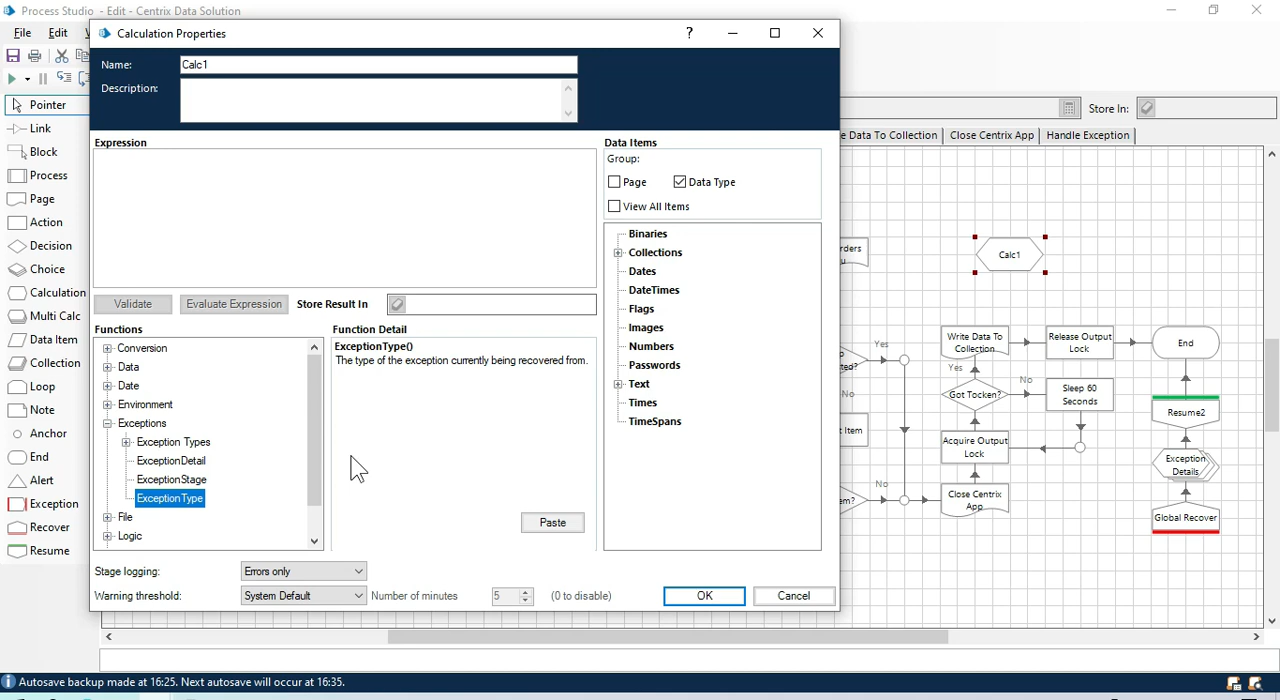 Process Studio - Edit - Centrix Data Solution
File Edit
Pointer
Link
Block
Process
Page
Action
Decision
Choice
Calculation
Multi Calc
Data Item
Collection
Loop
Note
Anchor
End
Alert
Exception
Recover
Resume
Calculation Properties
?
Name:
Calc1
Description:
Expression
Validate
Evaluate Expression
Store Result In
Functions
Conversion
Data
Date
Environment
Exceptions
Exception Types
ExceptionDetail
ExceptionStage
ExceptionType
File
Logic
Function Detail
ExceptionType()
The type of the exception currently being recovered from.
Paste
Data Items
Group:
Page
Data Type
View All Items
Binaries
Collections
Dates
DateTimes
Flags
Images
Numbers
Passwords
Text
Times
TimeSpans
Stage logging:
Errors only
Warning threshold:
System Default
Number of minutes
5
(0 to disable)
OK
Cancel
Store In:
e Data To Collection
Close Centrix App
Handle Exception
Calc1
Write Data To
Collection
Release Output
Lock
End
Yes
Yes
No
Got Tocken?
No
Sleep 60
Seconds
Resume2
Item
Acquire Output
Lock
Exception
Details
No
Close Centrix
App
Global Recover
Autosave backup made at 16:25. Next autosave will occur at 16:35.